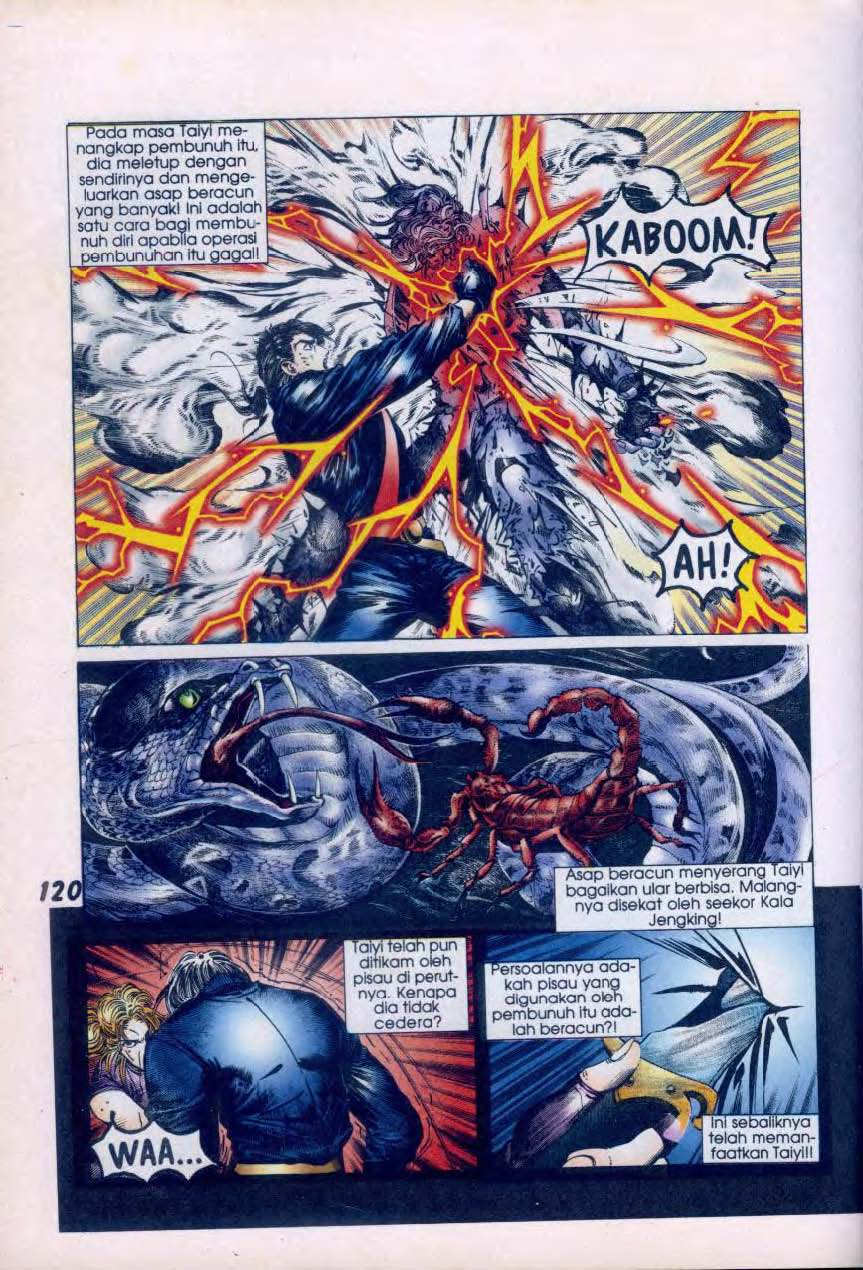 Pada masa Taiyi me-
nangkap pembunuh itu,
dia meletup dengan
sendirinya dan menge-
luarkan asap beracun
yang banyak! Ini adalah
satu cara bagi membu-
nuh diri apabila operasi
pembunuhan itu gagal!
KABOOM!
AH!
Asap beracun menyerang Taiyi
bagaikan ular berbisa. Malang-
nya disekat oleh seekor Kala
Jengking!
120
Taiyi telah pun
ditikam oleh
pisau di perut-
nya. Kenapa
dia tidak
cedera?
WAA...
Persoalannya ada-
kah pisau yang
digunakan oleh
pembunuh itu ada-
lah beracun?!
Ini sebaliknya
telah meman-
faatkan Taiyi!!